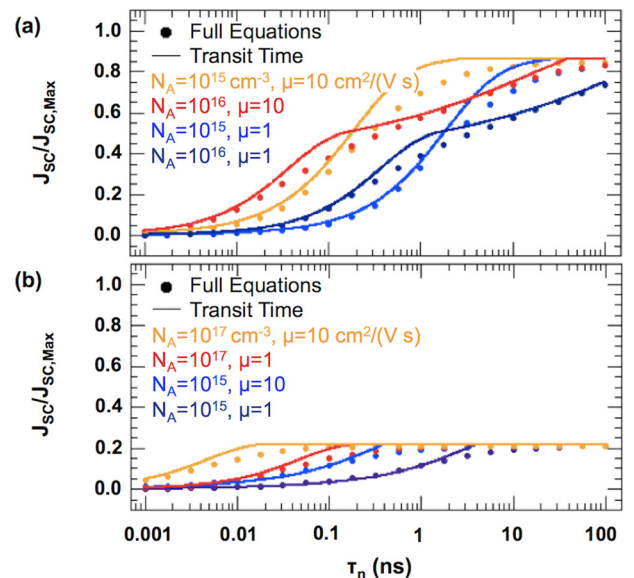 (a)
1.0
0.8
0.6
0.4
0.2
0.0
J_SC/J_SC,Max
● Full Equations
— Transit Time
N_A=10^15 cm^-3, μ=10 cm^2/(V s)
N_A=10^16, μ=10
N_A=10^15, μ=1
N_A=10^16, μ=1
(b)
1.0
0.8
0.6
0.4
0.2
0.0
J_SC/J_SC,Max
● Full Equations
— Transit Time
N_A=10^17 cm^-3, μ=10 cm^2/(V s)
N_A=10^17, μ=1
N_A=10^15, μ=10
N_A=10^15, μ=1
0.001 0.01 0.1 1 10 100
τ_n (ns)